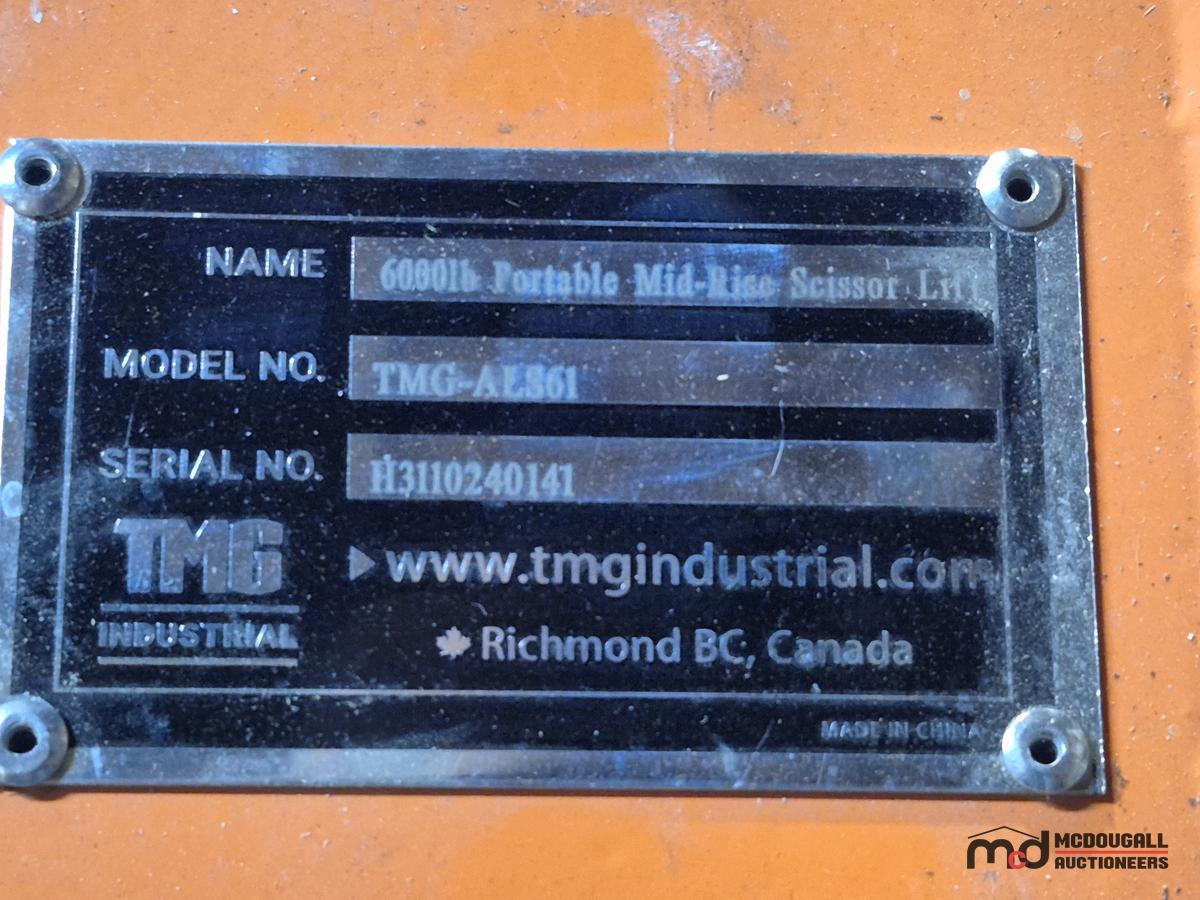 NAME 6000lb Portable Mid-Rise Scissor Lift
MODEL NO. TMG-ALS61
SERIAL NO. H3110240141
TMG
INDUSTRIAL
www.tmgindustrial.com
Richmond BC, Canada
MADE IN CHINA
mcd MCDOUGALL
AUCTIONEERS